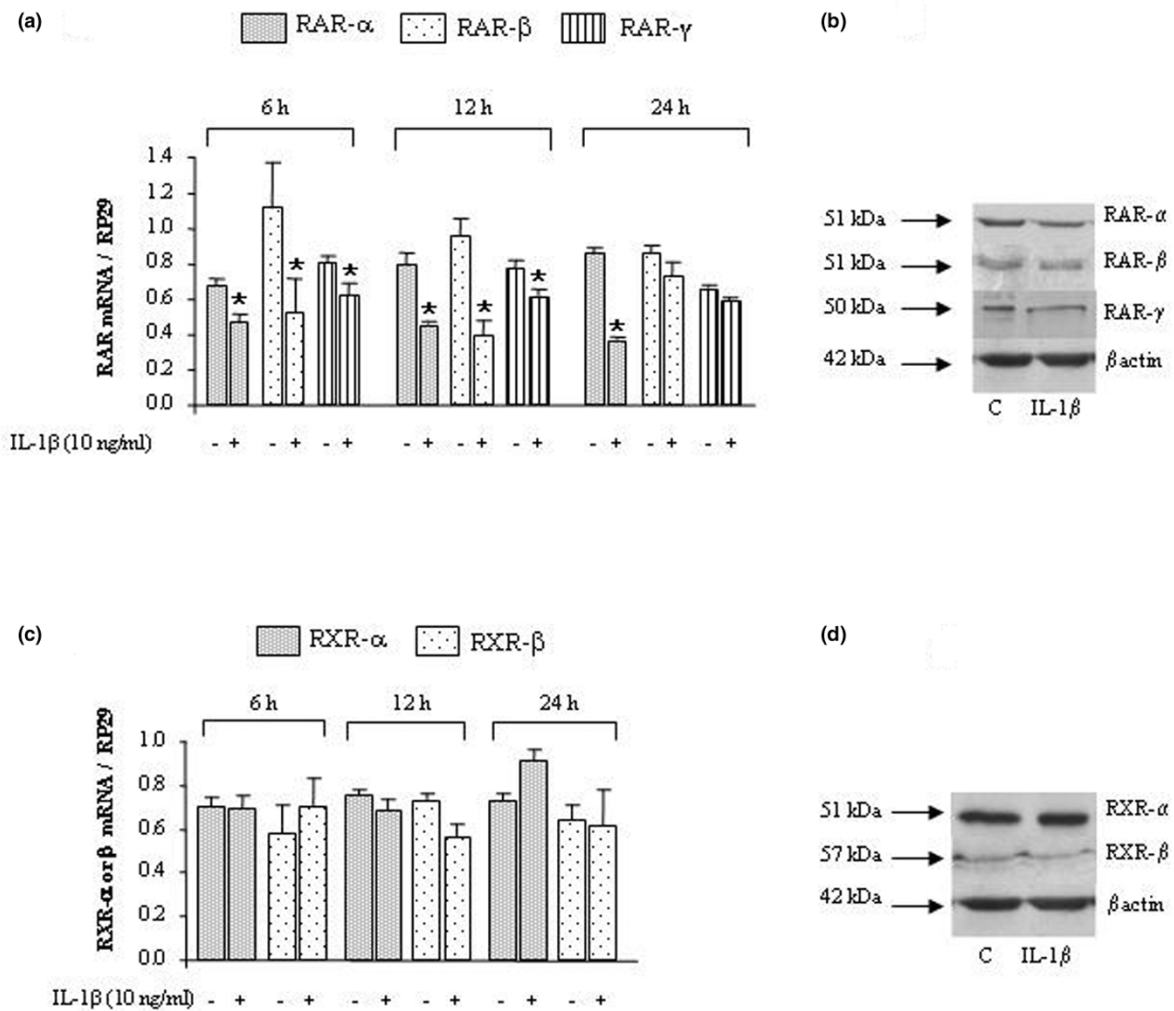 (a)
RAR-α RAR-β RAR-γ
6 h 12 h 24 h
RAR mRNA / RP29
1.4
1.2
1.0
0.8
0.6
0.4
0.2
0.0
* * * * * * *
IL-1β (10 ng/ml) - + - + - + - + - + - + - + - + - +
(b)
51 kDa RAR-α
51 kDa RAR-β
50 kDa RAR-γ
42 kDa βactin
C IL-1β
(c)
RXR-α RXR-β
6 h 12 h 24 h
RXR-α or β mRNA / RP29
1.0
0.8
0.6
0.4
0.2
0.0
IL-1β (10 ng/ml) - + - + - + - + - + - +
(d)
51 kDa RXR-α
57 kDa RXR-β
42 kDa βactin
C IL-1β